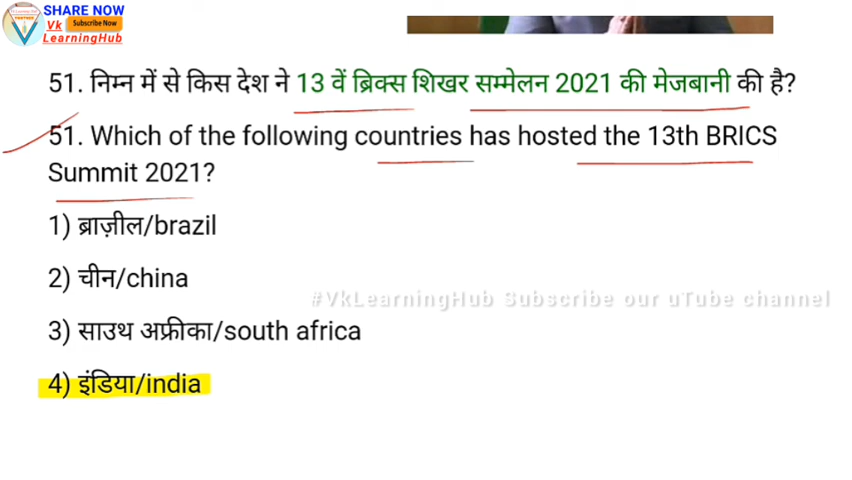 SHARE NOW
Vk Subscribe Now
LearningHub
51. निम्न में से किस देश ने 13 वें ब्रिक्स शिखर सम्मेलन 2021 की मेजबानी की है?
51. Which of the following countries has hosted the 13th BRICS
Summit 2021?
1) ब्राज़ील/brazil
2) चीन/china
#VkLearningHub Subscribe our uTube channel
3) साउथ अफ्रीका/south africa
4) इंडिया/india